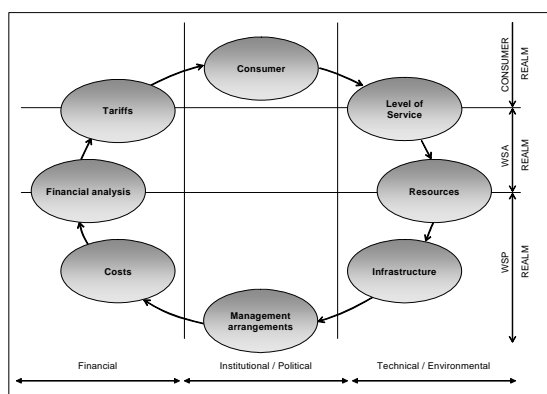 Consumer
CONSUMER
REALM
Tariffs
Level of
Service
WSA
REALM
Financial analysis
Resources
WSP
REALM
Costs
Infrastructure
Management
arrangements
Financial
Institutional / Political
Technical / Environmental